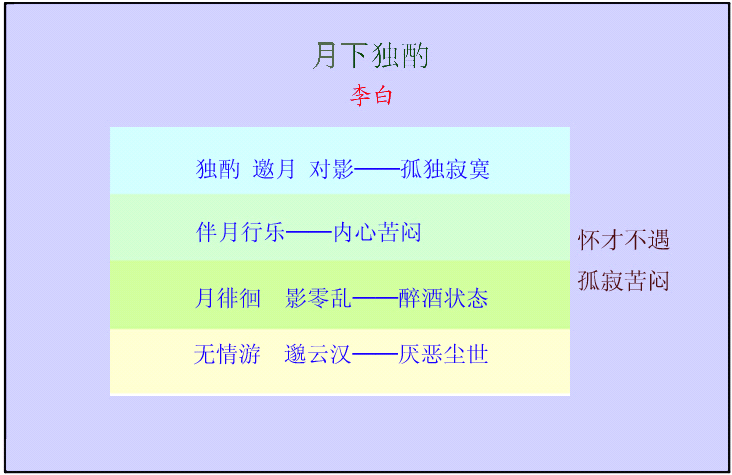 月下独酌
李白
独酌 邀月 对影——孤独寂寞
伴月行乐——内心苦闷
月徘徊 影零乱——醉酒状态
无情游 邈云汉——厌恶尘世
怀才不遇
孤寂苦闷